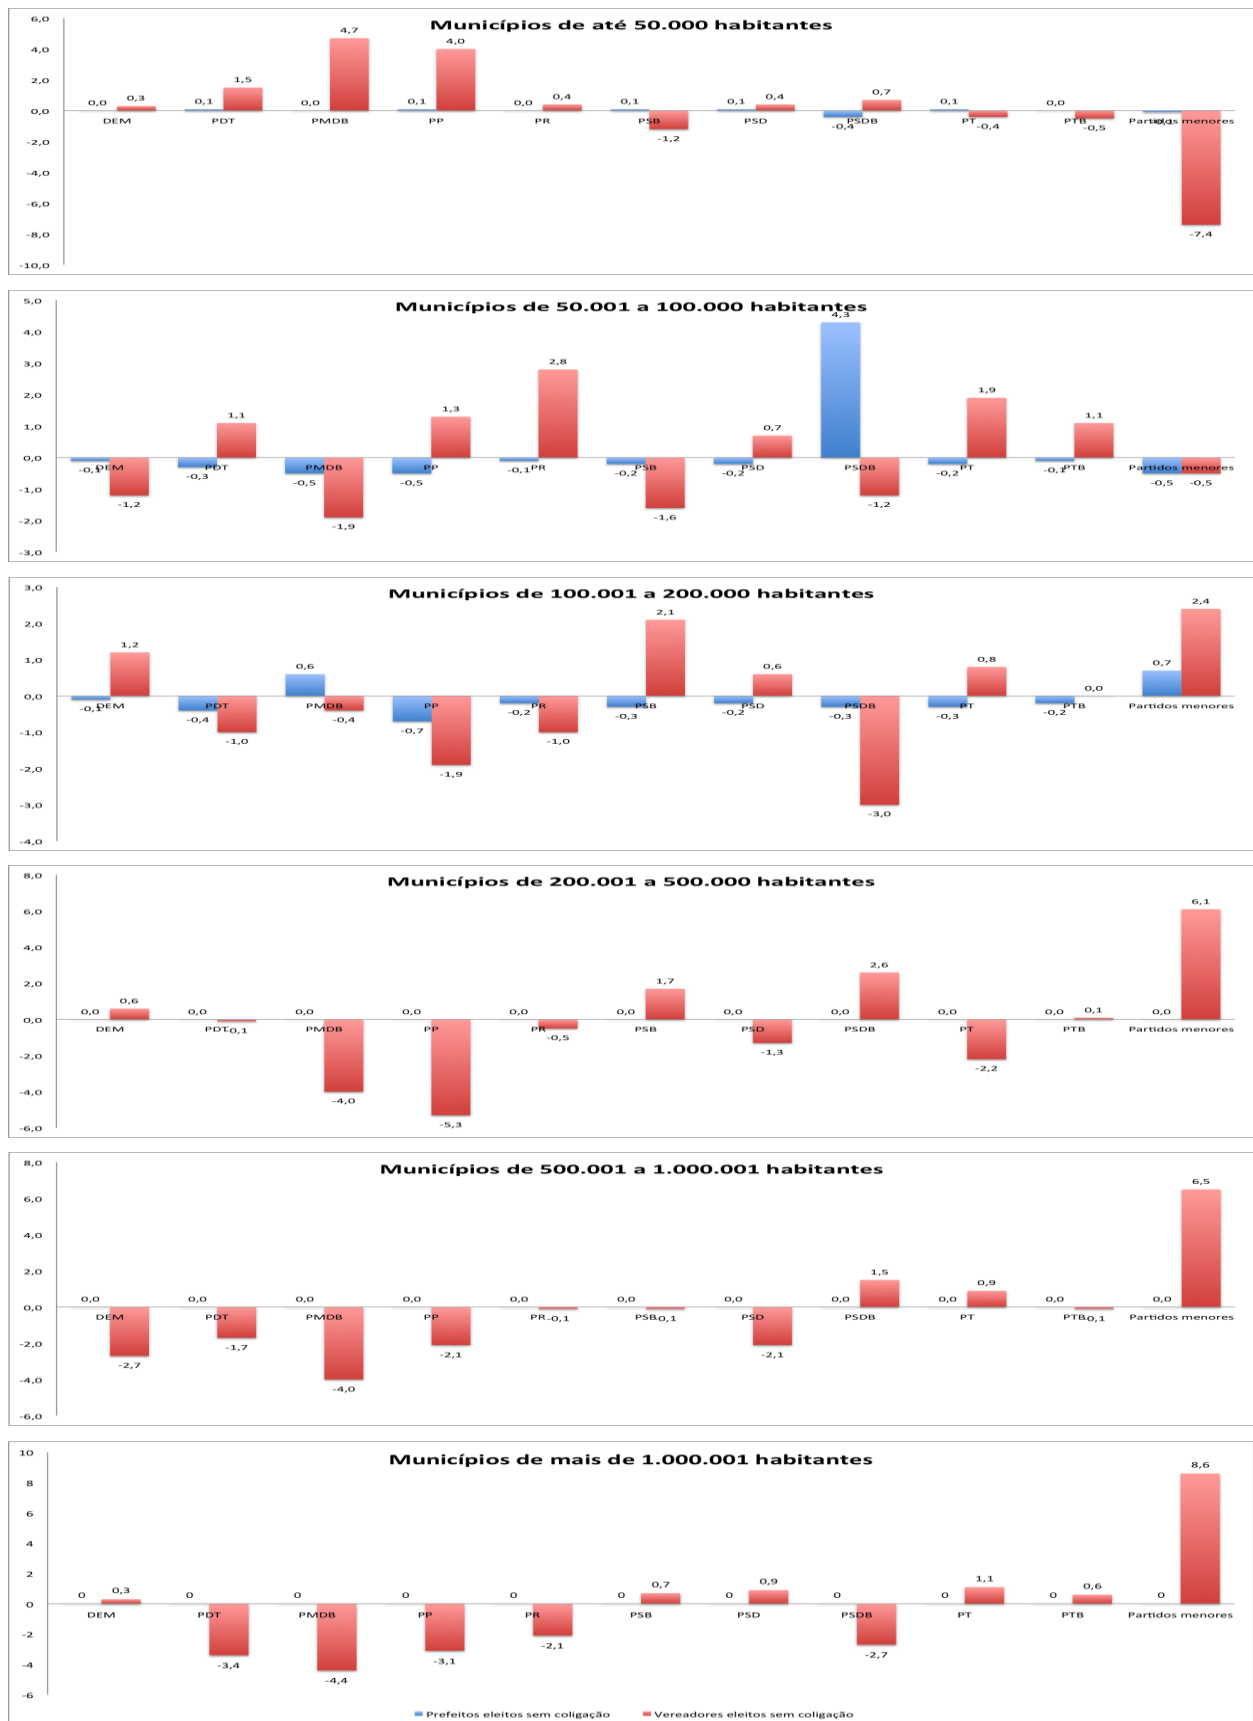 Municípios de até 50.000 habitantes
6,0
4,0
2,0
0,0
-2,0
-4,0
-6,0
-8,0
-10,0
0,0 0,3 0,1 1,5 0,0 4,7 0,1 4,0 0,0 0,4 0,1 -1,2 0,1 0,4 -0,4 0,7 0,1 -0,4 0,0 -0,5 -0,1 -7,4
DEM PDT PMDB PP PR PSB PSD PSDB PT PTB Partidos menores
Municípios de 50.001 a 100.000 habitantes
5,0
4,0
3,0
2,0
1,0
0,0
-1,0
-2,0
-3,0
-0,1 -1,2 -0,3 1,1 -0,5 -1,9 -0,5 1,3 -0,1 2,8 -0,2 -1,6 -0,2 0,7 4,3 -1,2 -0,2 1,9 -0,1 1,1 -0,5 -0,5
DEM PDT PMDB PP PR PSB PSD PSDB PT PTB Partidos menores
Municípios de 100.001 a 200.000 habitantes
3,0
2,0
1,0
0,0
-1,0
-2,0
-3,0
-4,0
-0,1 1,2 -0,4 -1,0 0,6 -0,4 -0,7 -1,9 -0,2 -1,0 -0,3 2,1 -0,2 0,6 -0,3 -3,0 -0,3 0,8 -0,2 0,0 0,7 2,4
DEM PDT PMDB PP PR PSB PSD PSDB PT PTB Partidos menores
Municípios de 200.001 a 500.000 habitantes
8,0
6,0
4,0
2,0
0,0
-2,0
-4,0
-6,0
0,0 0,6 0,0 -0,1 0,0 -4,0 0,0 -5,3 0,0 -0,5 0,0 1,7 0,0 -1,3 0,0 2,6 0,0 -2,2 0,0 0,1 0,0 6,1
DEM PDT PMDB PP PR PSB PSD PSDB PT PTB Partidos menores
Municípios de 500.001 a 1.000.001 habitantes
8,0
6,0
4,0
2,0
0,0
-2,0
-4,0
-6,0
0,0 -2,7 0,0 -1,7 0,0 -4,0 0,0 -2,1 0,0 -0,1 0,0 -0,1 0,0 -2,1 0,0 1,5 0,0 0,9 0,0 -0,1 0,0 6,5
DEM PDT PMDB PP PR PSB PSD PSDB PT PTB Partidos menores
Municípios de mais de 1.000.001 habitantes
10
8
6
4
2
0
-2
-4
-6
0 0,3 0 -3,4 0 -4,4 0 -3,1 0 -2,1 0 0,7 0 0,9 0 -2,7 0 1,1 0 0,6 0 8,6
DEM PDT PMDB PP PR PSB PSD PSDB PT PTB Partidos menores
Prefeitos eleitos sem coligação Vereadores eleitos sem coligação